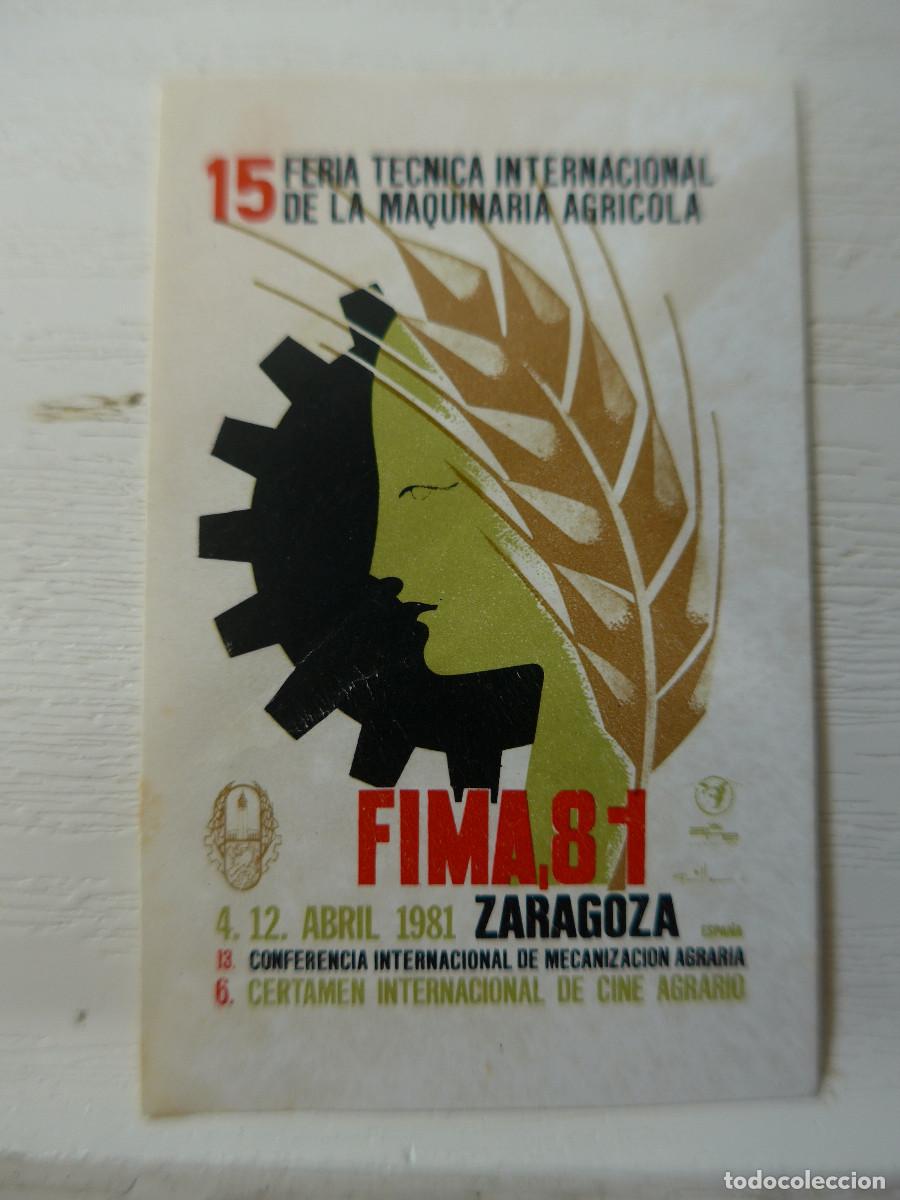 15 FERIA TECNICA INTERNACIONAL
DE LA MAQUINARIA AGRICOLA
FIMA,81
4. 12. ABRIL 1981 ZARAGOZA ESPAÑA
13. CONFERENCIA INTERNACIONAL DE MECANIZACION AGRARIA
6. CERTAMEN INTERNACIONAL DE CINE AGRARIO
todocoleccion